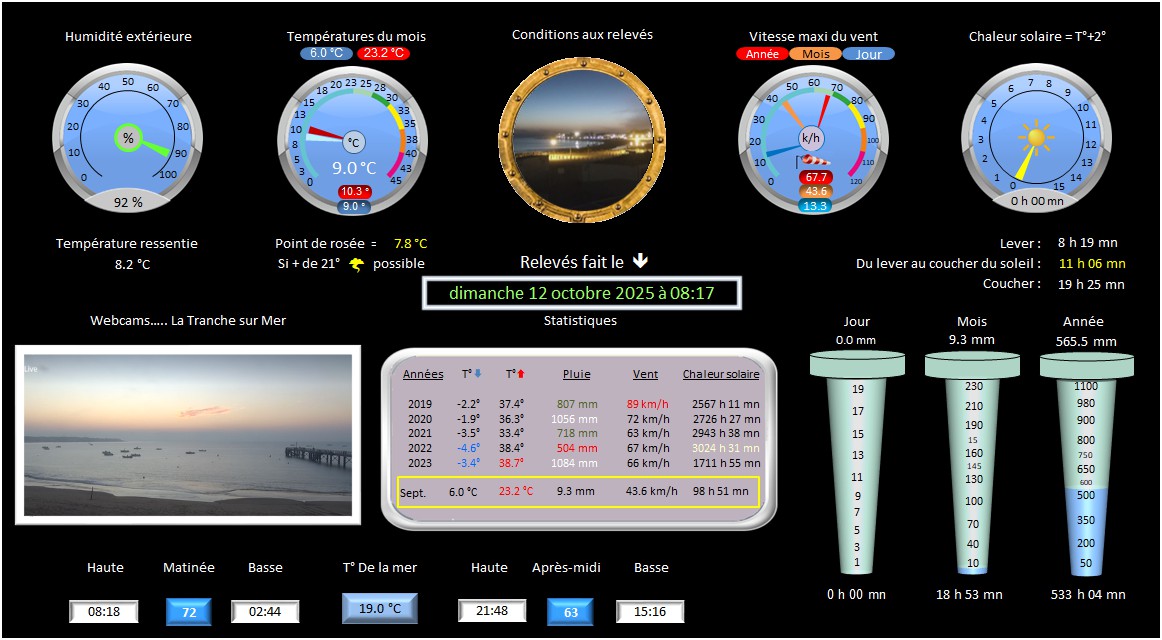 Humidité extérieure
Températures du mois
Conditions aux relevés
Vitesse maxi du vent
Chaleur solaire = T°+2°
6.0 °C 23.2 °C
Année Mois Jour
0 10 20 30 40 50 60 70 80 90 100
%
92 %
0 3 5 8 10 13 15 18 20 23 25 28 30 33 35 38 40 43 45
°C
9.0 °C
10.3 °
9.0 °
0 10 20 30 40 50 60 70 80 90 100 110 120
k/h
67.7
43.6
13.3
0 1 2 3 4 5 6 7 8 9 10 11 12 13 14 15
0 h 00 mn
Température ressentie
8.2 °C
Point de rosée = 7.8 °C
Si + de 21° possible
Relevés fait le
dimanche 12 octobre 2025 à 08:17
Lever : 8 h 19 mn
Du lever au coucher du soleil : 11 h 06 mn
Coucher : 19 h 25 mn
Webcams..... La Tranche sur Mer
Live
Statistiques
Années T° T° Pluie Vent Chaleur solaire
2019 -2.2° 37.4° 807 mm 89 km/h 2567 h 11 mn
2020 -1.9° 36.3° 1056 mm 72 km/h 2726 h 27 mn
2021 -3.5° 33.4° 718 mm 63 km/h 2943 h 38 mn
2022 -4.6° 38.4° 504 mm 67 km/h 3024 h 31 mn
2023 -3.4° 38.7° 1084 mm 66 km/h 1711 h 55 mn
Sept. 6.0 °C 23.2 °C 9.3 mm 43.6 km/h 98 h 51 mn
Jour
0.0 mm
19
17
15
13
11
9
7
5
3
1
0 h 00 mn
Mois
9.3 mm
230
210
190
15
160
145
130
100
70
40
10
18 h 53 mn
Année
565.5 mm
1100
980
900
800
750
650
600
500
350
200
50
533 h 04 mn
Haute Matinée Basse
08:18 72 02:44
T° De la mer
19.0 °C
Haute Après-midi Basse
21:48 63 15:16